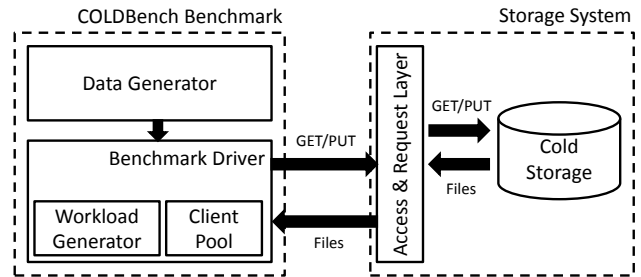 COLDBench Benchmark
Data Generator
Benchmark Driver
Workload
Generator
Client
Pool
GET/PUT
Files
Storage System
Access & Request Layer
GET/PUT
Files
Cold
Storage